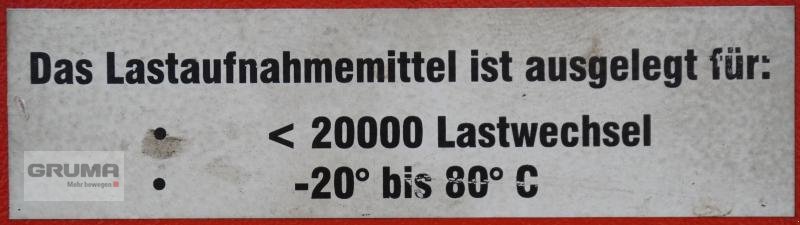 Das Lastaufnahmemittel ist ausgelegt für:
• < 20000 Lastwechsel
• -20° bis 80° C
GRUMA
Mehr bewegen